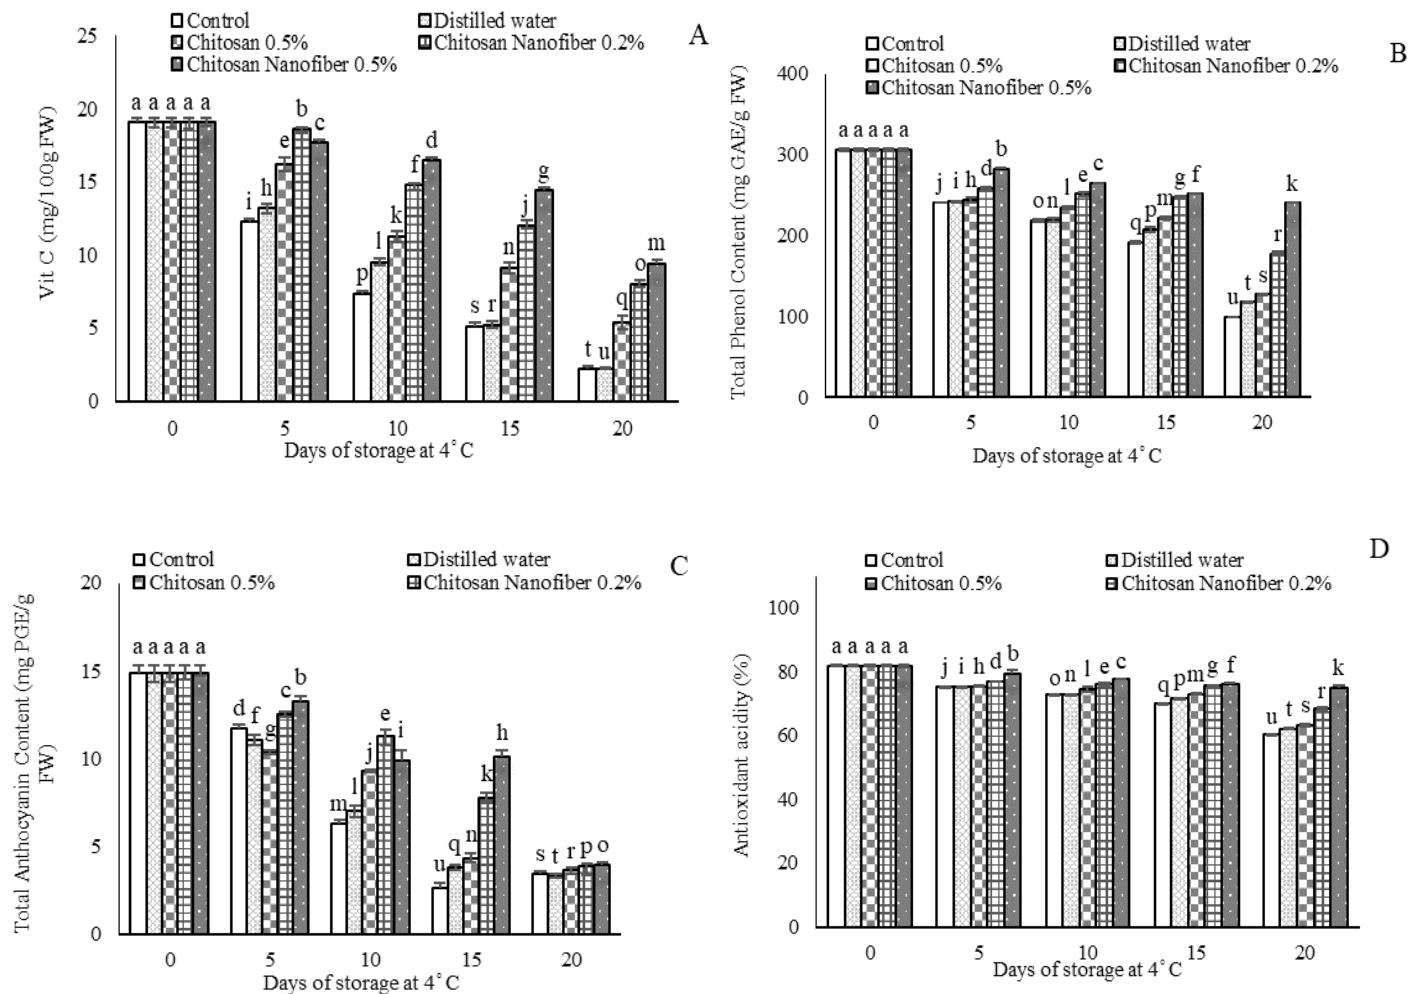 Control Distilled water
Chitosan 0.5% Chitosan Nanofiber 0.2%
Chitosan Nanofiber 0.5%
A
Vit C (mg/100gFW)
25
20
15
10
5
0
a a a a a
i h e b c
p l k f d
s r n j g
t u q o m
0 5 10 15 20
Days of storage at 4˚C
Control Distilled water
Chitosan 0.5% Chitosan Nanofiber 0.2%
Chitosan Nanofiber 0.5%
B
Total Phenol Content (mg GAE/g FW)
400
300
200
100
0
a a a a a
j i h d b
o n l e c
q p m g f
u t s r k
0 5 10 15 20
Days of storage at 4˚C
Control Distilled water
Chitosan 0.5% Chitosan Nanofiber 0.2%
C
Total Anthocyanin Content (mg PGE/g
FW)
20
15
10
5
0
a a a a a
d f g c b
m l j e i
u q n k h
s t r p o
0 5 10 15 20
Days of storage at 4˚C
Control Distilled water
Chitosan 0.5% Chitosan Nanofiber 0.2%
D
Antioxidant acidity (%)
100
80
60
40
20
0
a a a a a
j i h d b
o n l e c
q p m g f
u t s r k
0 5 10 15 20
Days of storage at 4˚C